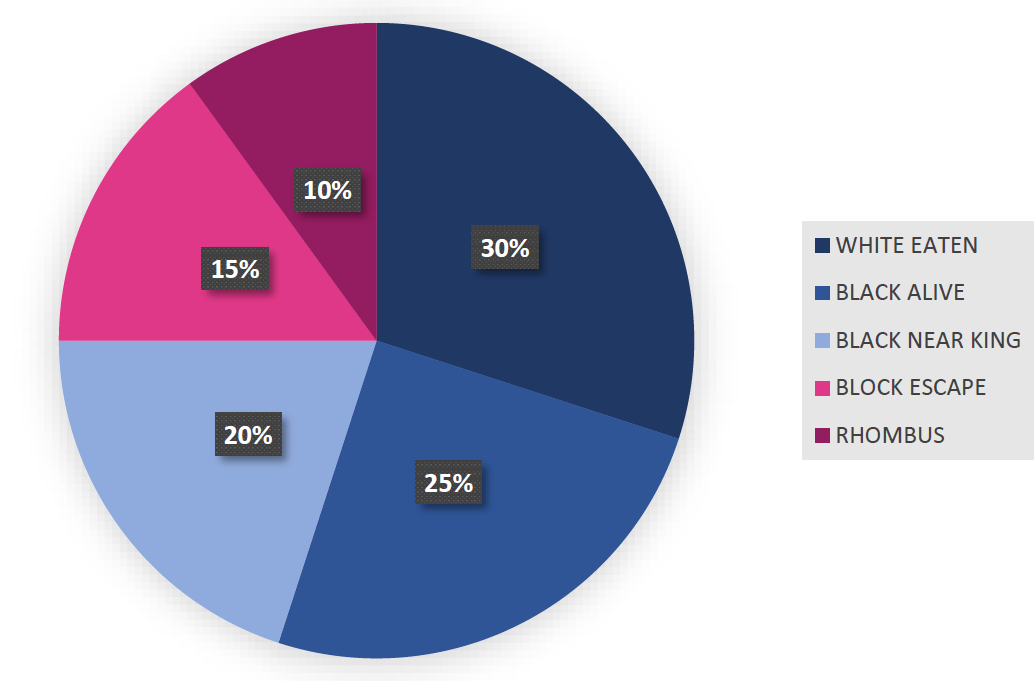 10%
30%
15%
20%
25%
WHITE EATEN
BLACK ALIVE
BLACK NEAR KING
BLOCK ESCAPE
RHOMBUS